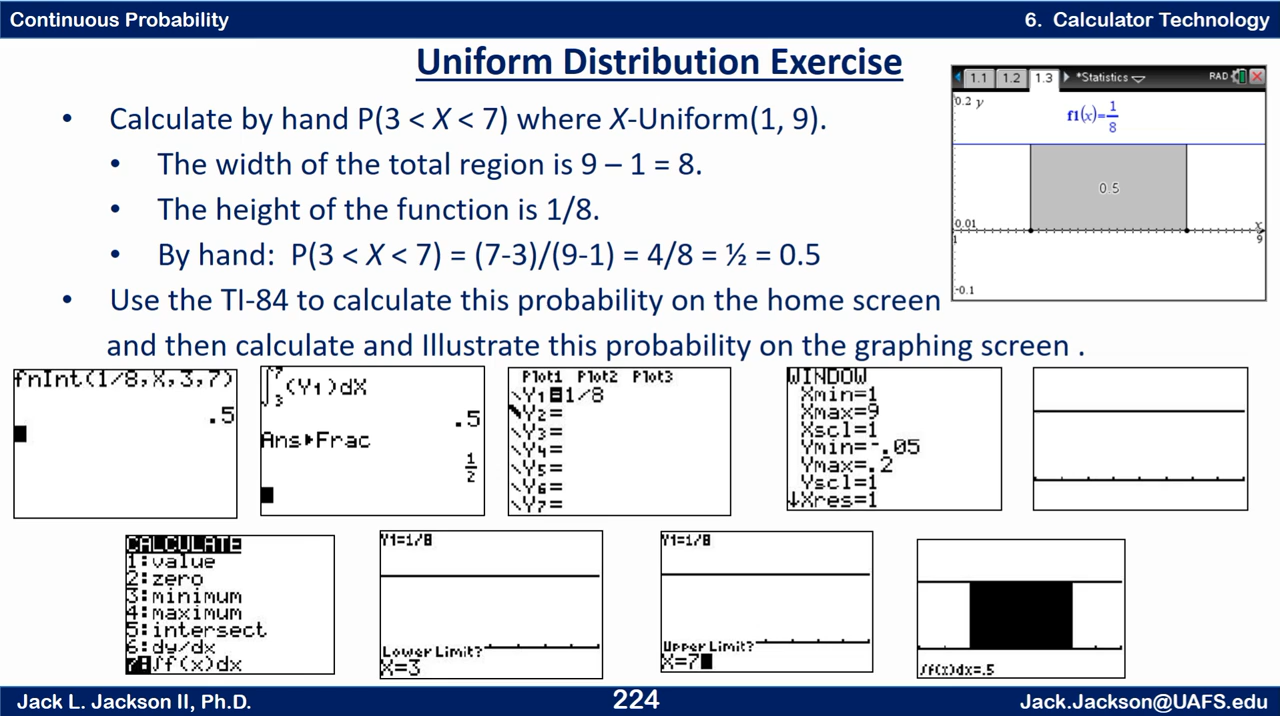 Continuous Probability
6. Calculator Technology
Uniform Distribution Exercise
• Calculate by hand P(3 < X < 7) where X-Uniform(1, 9).
• The width of the total region is 9 – 1 = 8.
• The height of the function is 1/8.
• By hand: P(3 < X < 7) = (7-3)/(9-1) = 4/8 = ½ = 0.5
• Use the TI-84 to calculate this probability on the home screen
and then calculate and Illustrate this probability on the graphing screen .
1.1 1.2 1.3 *Statistics RAD
0.2 y
f1(x)=1/8
0.5
0.01
x
1
9
-0.1
fnInt(1/8,X,3,7)
.5
∫₃⁷(Y₁)dX
.5
Ans▶Frac
1/2
Plot1 Plot2 Plot3
\Y₁=1/8
\Y₂=
\Y₃=
\Y₄=
\Y₅=
\Y₆=
\Y₇=
WINDOW
Xmin=1
Xmax=9
Xscl=1
Ymin=-.05
Ymax=.2
Yscl=1
↓Xres=1
CALCULATE
1:value
2:zero
3:minimum
4:maximum
5:intersect
6:dy/dx
7:∫f(x)dx
Y1=1/8
Lower Limit?
X=3
Y1=1/8
Upper Limit?
X=7
∫f(x)dx=.5
Jack L. Jackson II, Ph.D.
224
Jack.Jackson@UAFS.edu